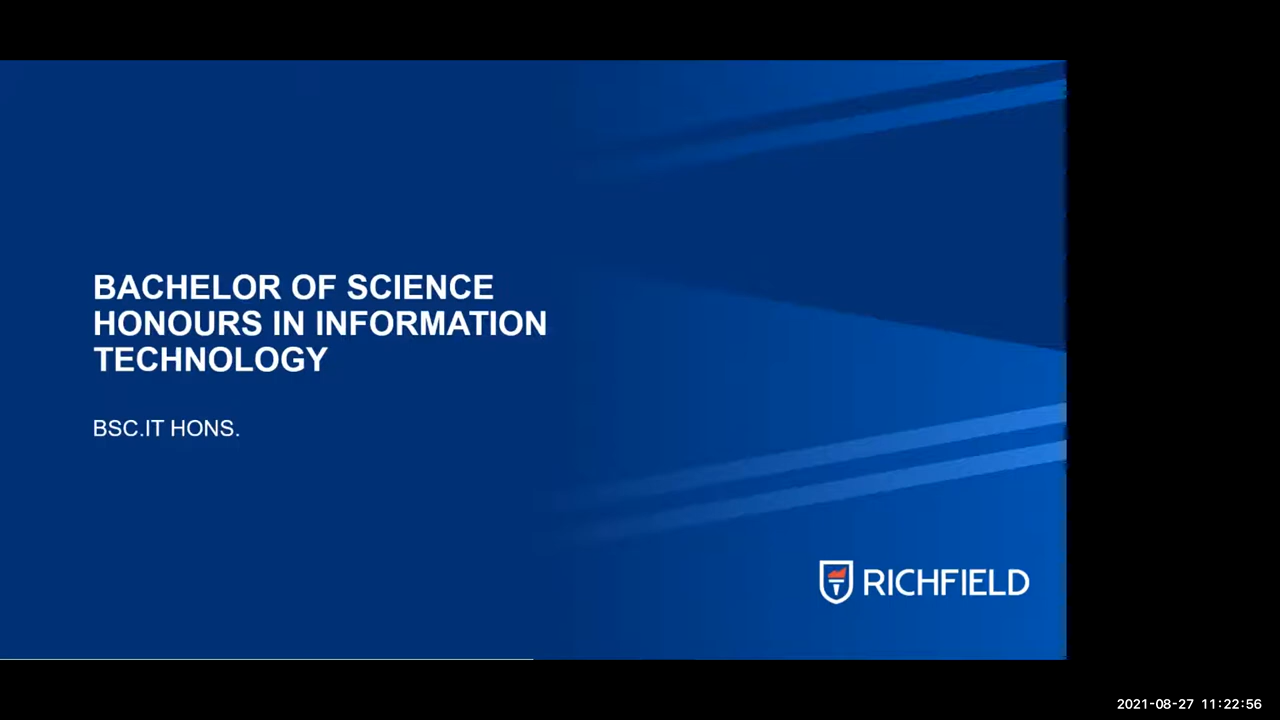 BACHELOR OF SCIENCE
HONOURS IN INFORMATION
TECHNOLOGY
BSC.IT HONS.
RICHFIELD
2021-08-27 11:22:56